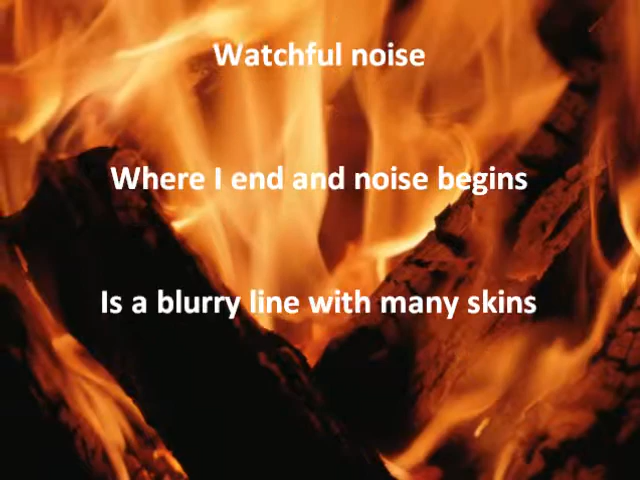 Watchful noise
Where I end and noise begins
Is a blurry line with many skins